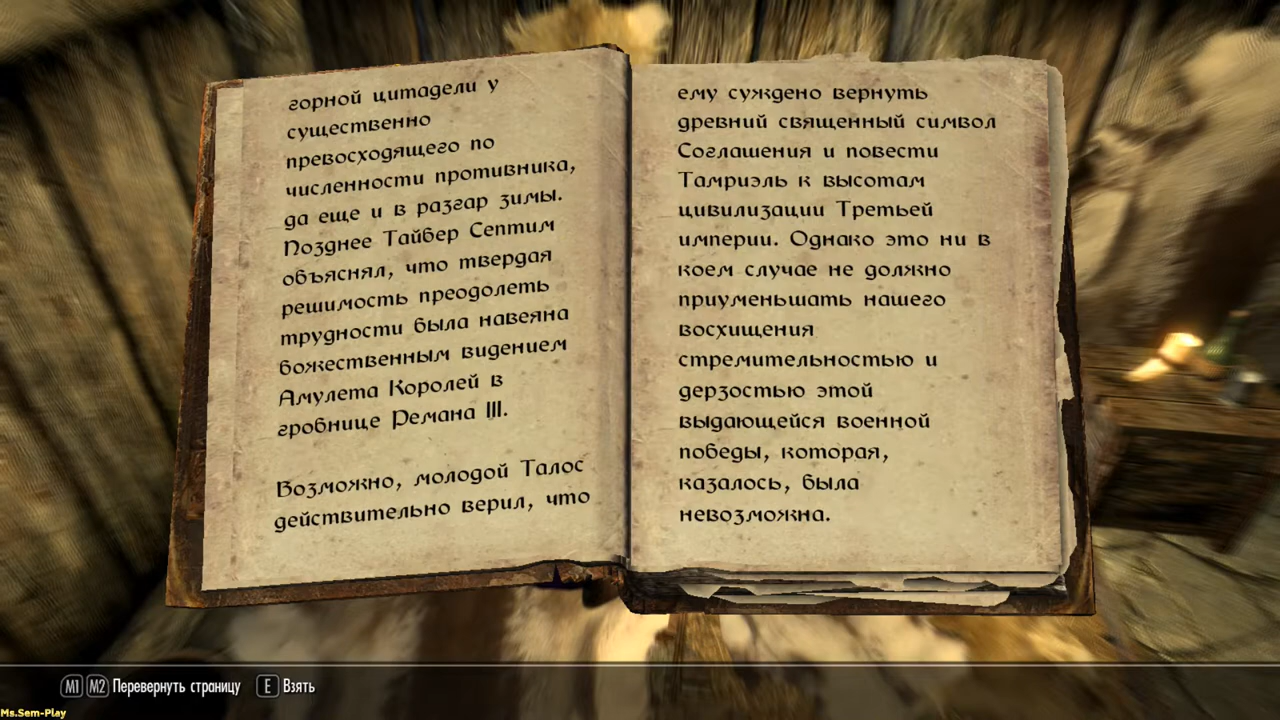 горной цитадели у
существенно
превосходящего по
численности противника,
да еще и в разгар зимы.
Позднее Тайбер Септим
объяснял, что твердая
решимость преодолеть
трудности была навеяна
божественным видением
Амулета Королей в
гробнице Ремана III.
Возможно, молодой Талос
действительно верил, что
ему суждено вернуть
древний священный символ
Соглашения и повести
Тамриэль к высотам
цивилизации Третьей
империи. Однако это ни в
коем случае не должно
приуменьшать нашего
восхищения
стремительностью и
дерзостью этой
выдающейся военной
победы, которая,
казалось, была
невозможна.
M1 M2 Перевернуть страницу E Взять
Ms.Sem-Play